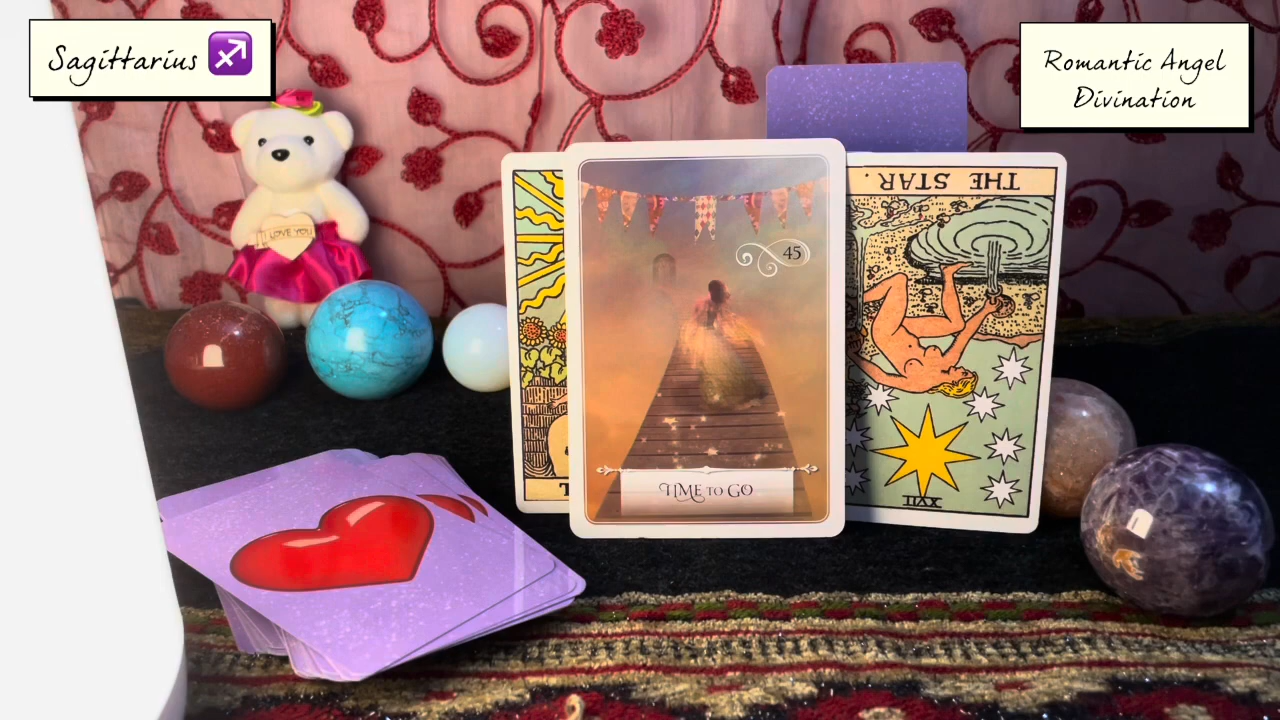 Sagittarius ♐
Romantic Angel
Divination
I LOVE YOU
THE STAR.
45
TIME TO GO
XVII